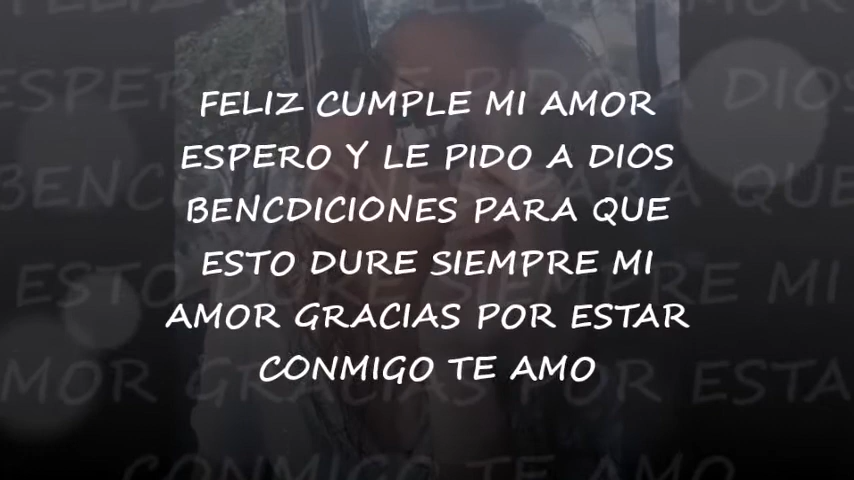 FELIZ CUMPLE MI AMOR
ESPERO Y LE PIDO A DIOS
BENCDICIONES PARA QUE
ESTO DURE SIEMPRE MI
AMOR GRACIAS POR ESTAR
CONMIGO TE AMO